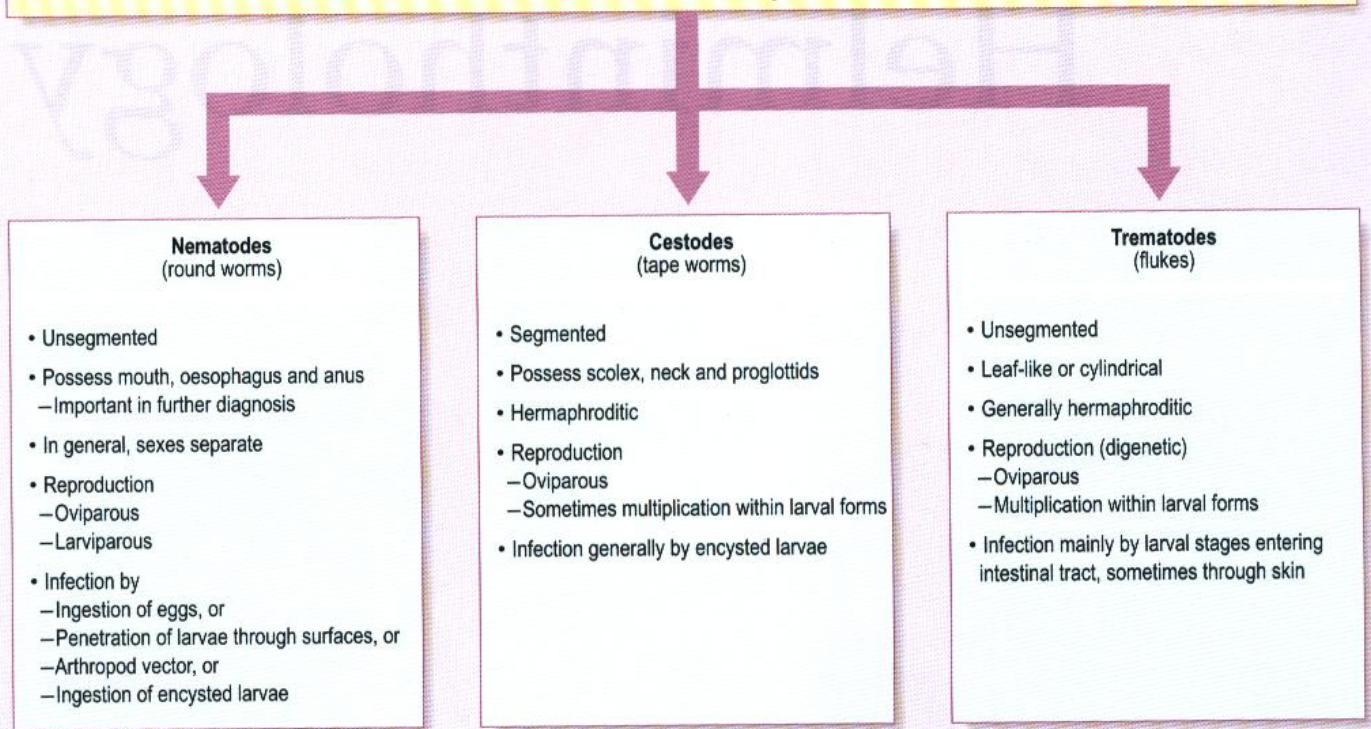 Helminthology
Nematodes
(round worms)
• Unsegmented
• Possess mouth, oesophagus and anus
–Important in further diagnosis
• In general, sexes separate
• Reproduction
–Oviparous
–Larviparous
• Infection by
–Ingestion of eggs, or
–Penetration of larvae through surfaces, or
–Arthropod vector, or
–Ingestion of encysted larvae
Cestodes
(tape worms)
• Segmented
• Possess scolex, neck and proglottids
• Hermaphroditic
• Reproduction
–Oviparous
–Sometimes multiplication within larval forms
• Infection generally by encysted larvae
Trematodes
(flukes)
• Unsegmented
• Leaf-like or cylindrical
• Generally hermaphroditic
• Reproduction (digenetic)
–Oviparous
–Multiplication within larval forms
• Infection mainly by larval stages entering
intestinal tract, sometimes through skin